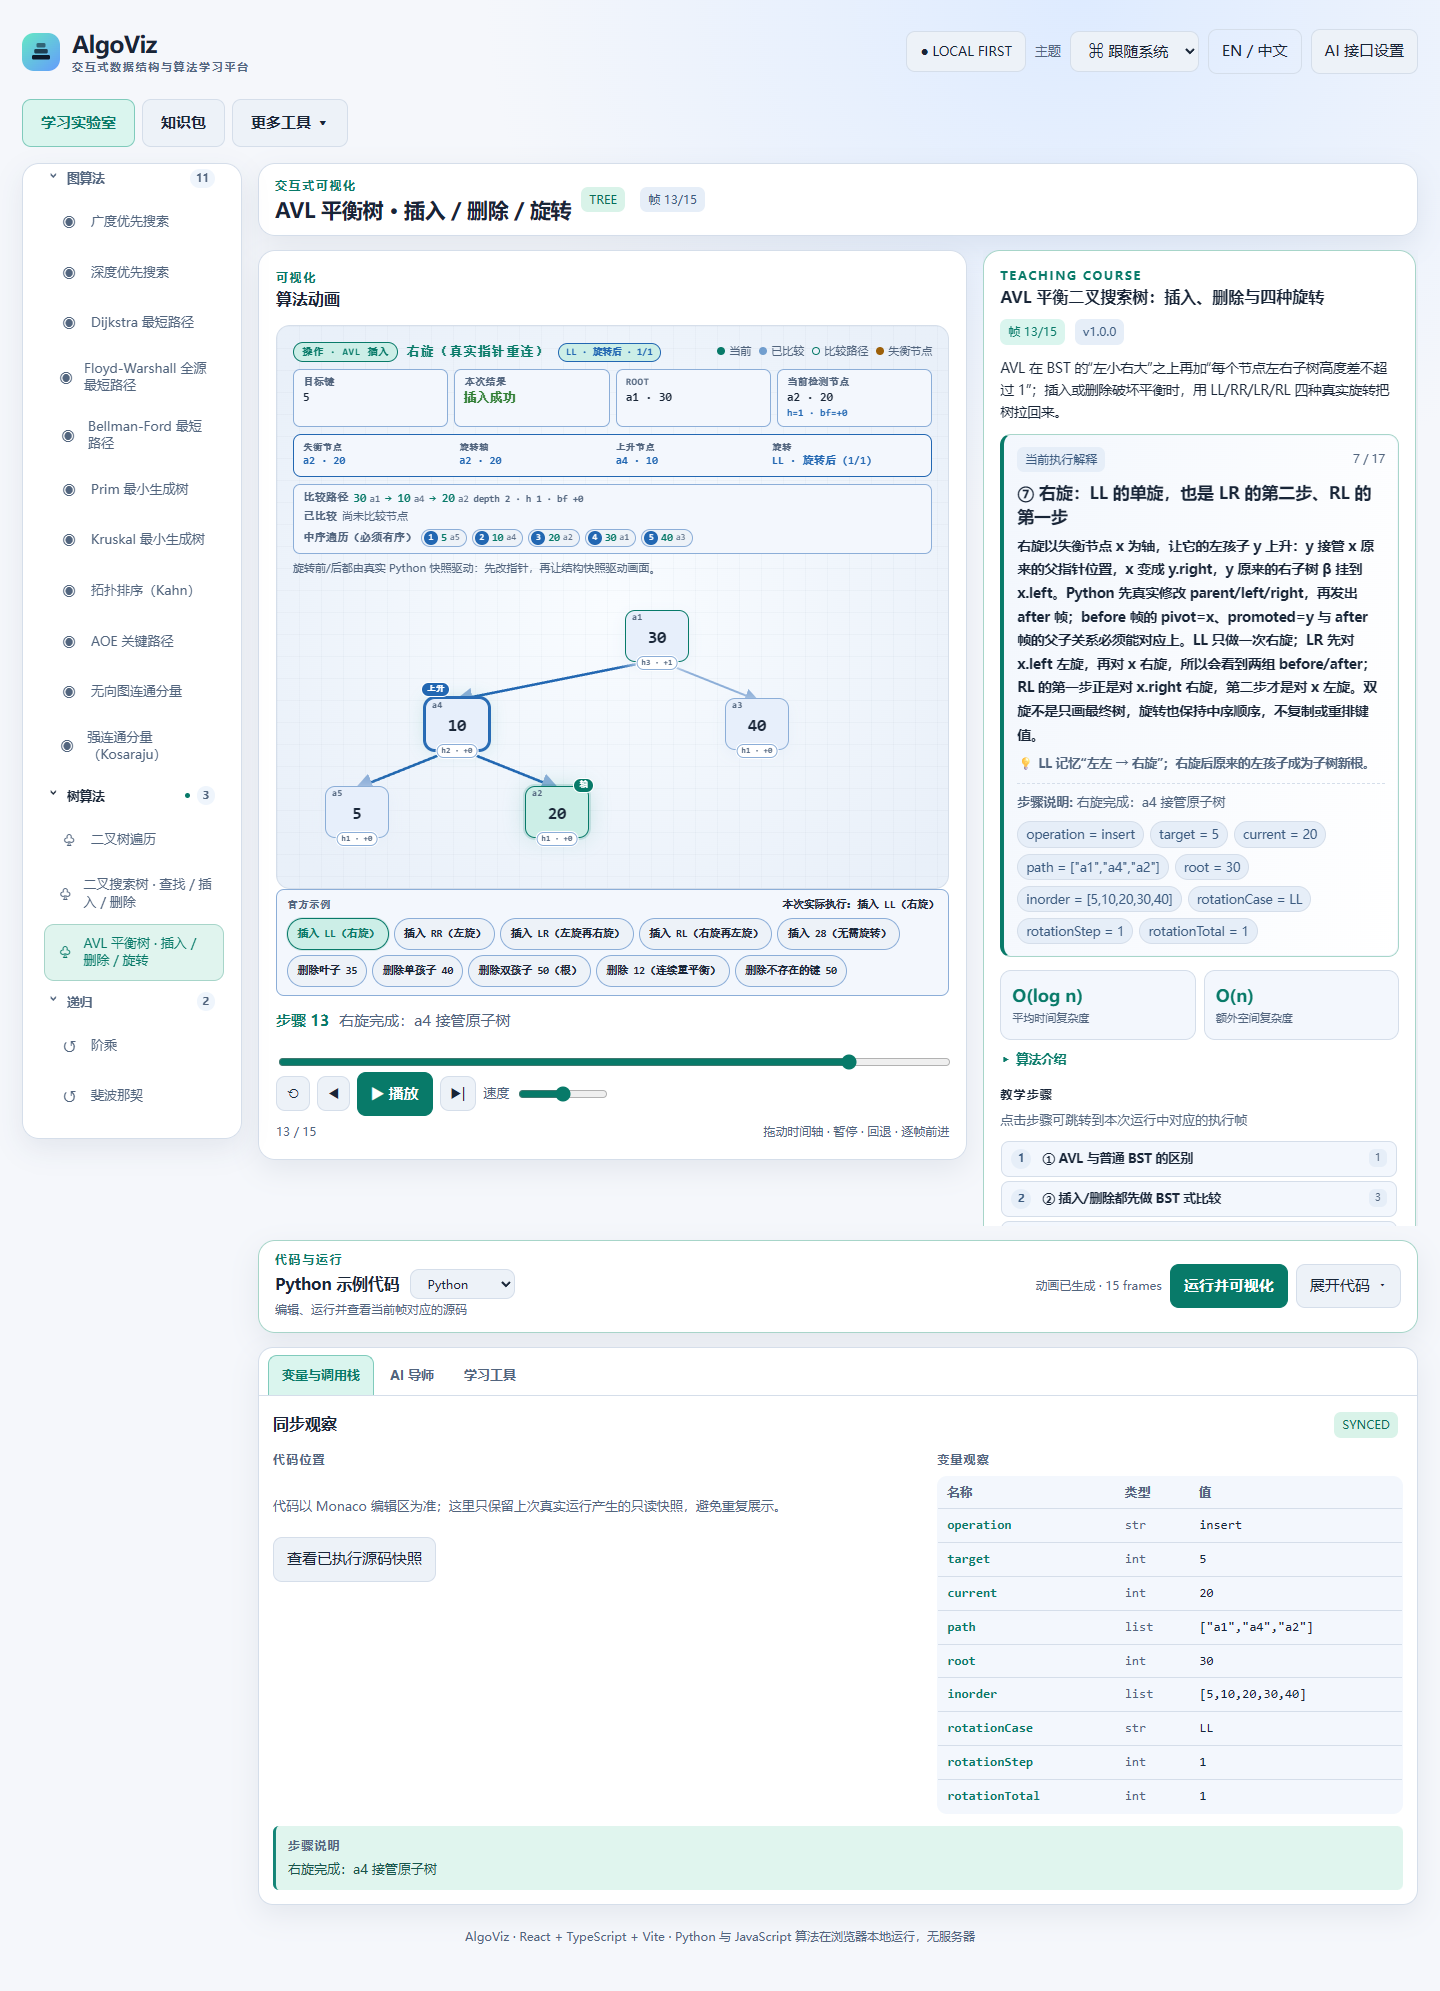 AlgoViz
交互式数据结构与算法学习平台
● LOCAL FIRST
主题
⌘ 跟随系统
EN / 中文
AI 接口设置
学习实验室
知识包
更多工具 ▾
图算法 11
广度优先搜索
深度优先搜索
Dijkstra 最短路径
Floyd-Warshall 全源
最短路径
Bellman-Ford 最短
路径
Prim 最小生成树
Kruskal 最小生成树
拓扑排序（Kahn）
AOE 关键路径
无向图连通分量
强连通分量
（Kosaraju）
树算法 • 3
二叉树遍历
二叉搜索树 · 查找 / 插
入 / 删除
AVL 平衡树 · 插入 /
删除 / 旋转
递归 2
阶乘
斐波那契
交互式可视化
AVL 平衡树 • 插入 / 删除 / 旋转
TREE
帧 13/15
可视化
算法动画
操作 · AVL 插入
右旋（真实指针重连）
LL · 旋转后 · 1/1
当前 已比较 比较路径 失衡节点
目标键
5
本次结果
插入成功
ROOT
a1 · 30
当前检测节点
a2 · 20
h=1 · bf=+0
失衡节点
a2 · 20
旋转轴
a2 · 20
上升节点
a4 · 10
旋转
LL · 旋转后 (1/1)
比较路径 30 a1 → 10 a4 → 20 a2 depth 2 · h 1 · bf +0
已比较 尚未比较节点
中序遍历（必须有序） 1 5 a5 2 10 a4 3 20 a2 4 30 a1 5 40 a3
旋转前/后都由真实 Python 快照驱动：先改指针，再让结构快照驱动画面。
a1
30
h3 · +1
上升
a4
10
h2 · +0
a3
40
h1 · +0
a5
5
h1 · +0
轴
a2
20
h1 · +0
官方示例
本次实际执行：插入 LL（右旋）
插入 LL（右旋）
插入 RR（左旋）
插入 LR（左旋再右旋）
插入 RL（右旋再左旋）
插入 28（无需旋转）
删除叶子 35
删除单孩子 40
删除双孩子 50（根）
删除 12（连续重平衡）
删除不存在的键 50
步骤 13 右旋完成：a4 接管原子树
▶ 播放
速度
13 / 15
拖动时间轴 · 暂停 · 回退 · 逐帧前进
TEACHING COURSE
AVL 平衡二叉搜索树：插入、删除与四种旋转
帧 13/15
v1.0.0
AVL 在 BST 的“左小右大”之上再加“每个节点左右子树高度差不超
过 1”；插入或删除破坏平衡时，用 LL/RR/LR/RL 四种真实旋转把
树拉回来。
当前执行解释
7 / 17
⑦ 右旋：LL 的单旋，也是 LR 的第二步、RL 的
第一步
右旋以失衡节点 x 为轴，让它的左孩子 y 上升：y 接管 x 原
来的父指针位置，x 变成 y.right，y 原来的右子树 β 挂到
x.left。Python 先真实修改 parent/left/right，再发出
after 帧；before 帧的 pivot=x、promoted=y 与 after
帧的父子关系必须能对应上。LL 只做一次右旋；LR 先对
x.left 左旋，再对 x 右旋，所以会看到两组 before/after；
RL 的第一步正是对 x.right 右旋，第二步才是对 x 左旋。双
旋不是只画最终树，旋转也保持中序顺序，不复制或重排键
值。
💡 LL 记忆“左左 → 右旋”；右旋后原来的左孩子成为子树新根。
步骤说明: 右旋完成：a4 接管原子树
operation = insert
target = 5
current = 20
path = ["a1","a4","a2"]
root = 30
inorder = [5,10,20,30,40]
rotationCase = LL
rotationStep = 1
rotationTotal = 1
O(log n)
平均时间复杂度
O(n)
额外空间复杂度
▸ 算法介绍
教学步骤
点击步骤可跳转到本次运行中对应的执行帧
1 ① AVL 与普通 BST 的区别 1
2 ② 插入/删除都先做 BST 式比较 3
代码与运行
Python 示例代码
Python
编辑、运行并查看当前帧对应的源码
动画已生成 · 15 frames
运行并可视化
展开代码
变量与调用栈
AI 导师
学习工具
同步观察
SYNCED
代码位置
代码以 Monaco 编辑区为准；这里只保留上次真实运行产生的只读快照，避免重复展示。
查看已执行源码快照
变量观察
名称 类型 值
operation str insert
target int 5
current int 20
path list ["a1","a4","a2"]
root int 30
inorder list [5,10,20,30,40]
rotationCase str LL
rotationStep int 1
rotationTotal int 1
步骤说明
右旋完成：a4 接管原子树
AlgoViz · React + TypeScript + Vite · Python 与 JavaScript 算法在浏览器本地运行，无服务器